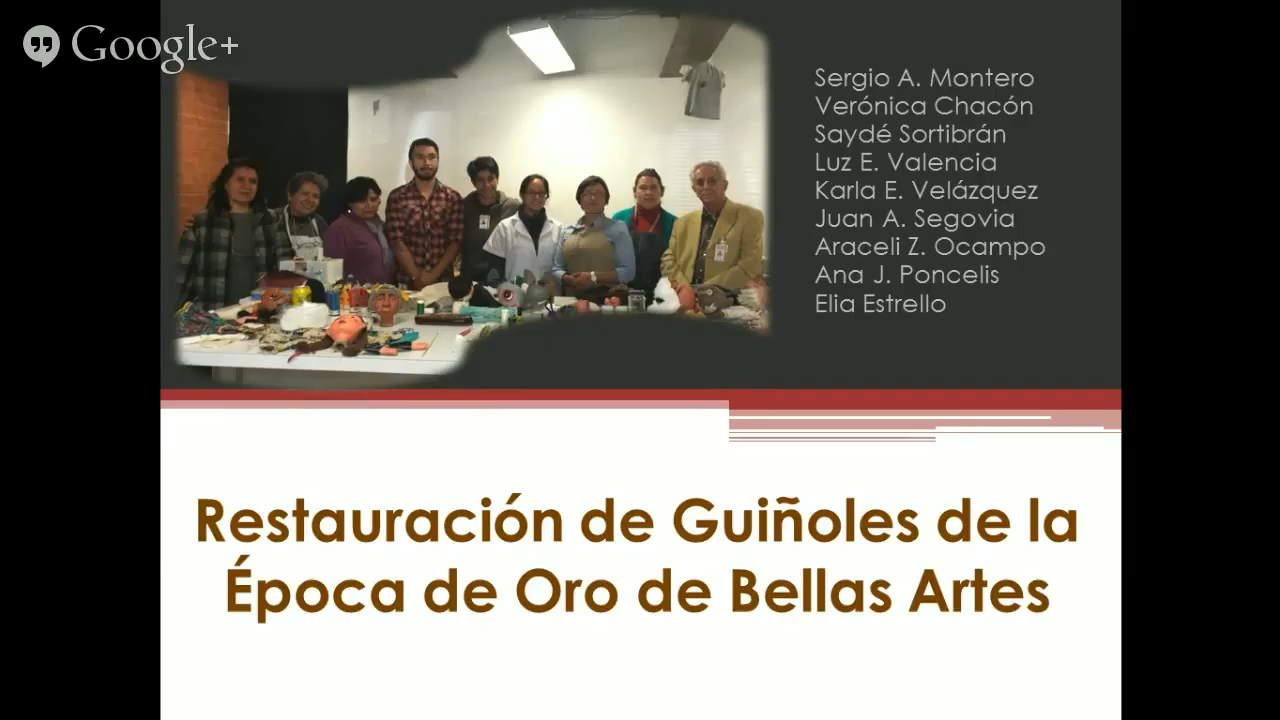 Google+
Sergio A. Montero
Verónica Chacón
Saydé Sortibrán
Luz E. Valencia
Karla E. Velázquez
Juan A. Segovia
Araceli Z. Ocampo
Ana J. Poncelis
Elia Estrello
Restauración de Guiñoles de la
Época de Oro de Bellas Artes